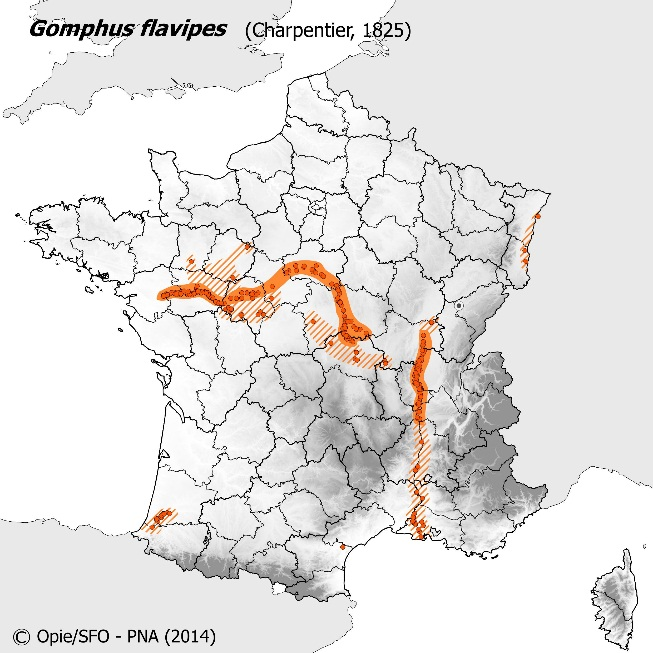 Gomphus flavipes (Charpentier, 1825)
© Opie/SFO - PNA (2014)